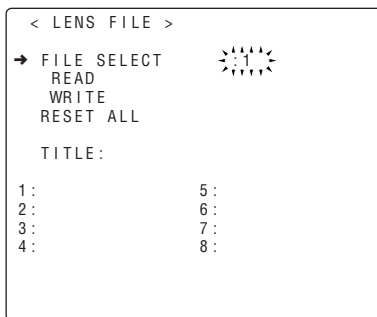 < LENS FILE >
➔ FILE SELECT :1
READ
WRITE
RESET ALL
TITLE:
1: 5:
2: 6:
3: 7:
4: 8: